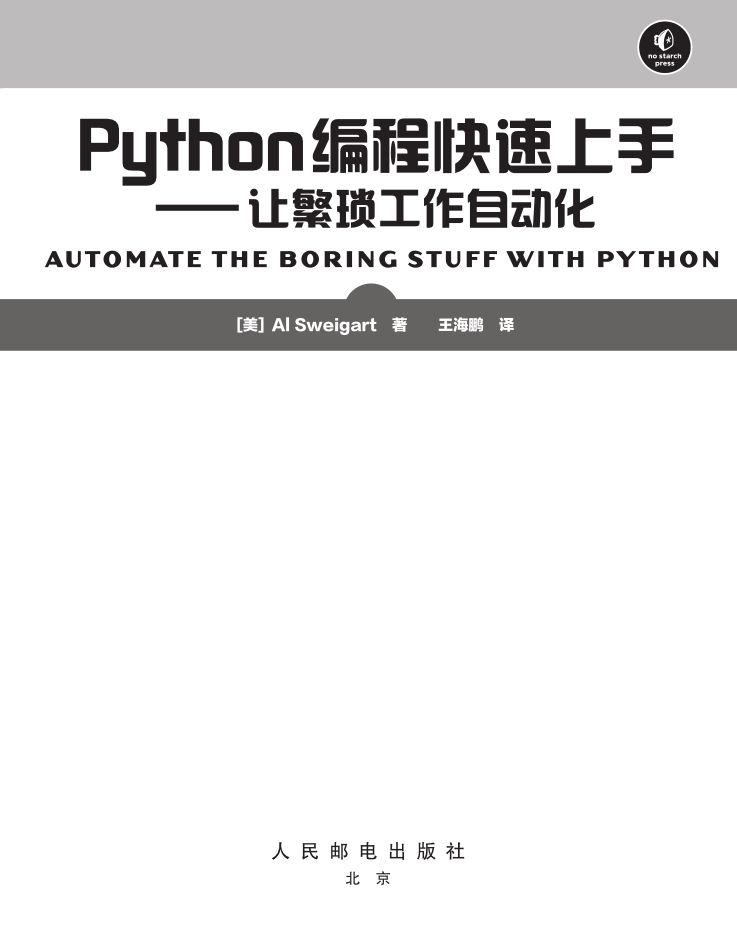 no starch
press
Python编程快速上手
——让繁琐工作自动化
AUTOMATE THE BORING STUFF WITH PYTHON
[美] Al Sweigart 著 王海鹏 译
人民邮电出版社
北京